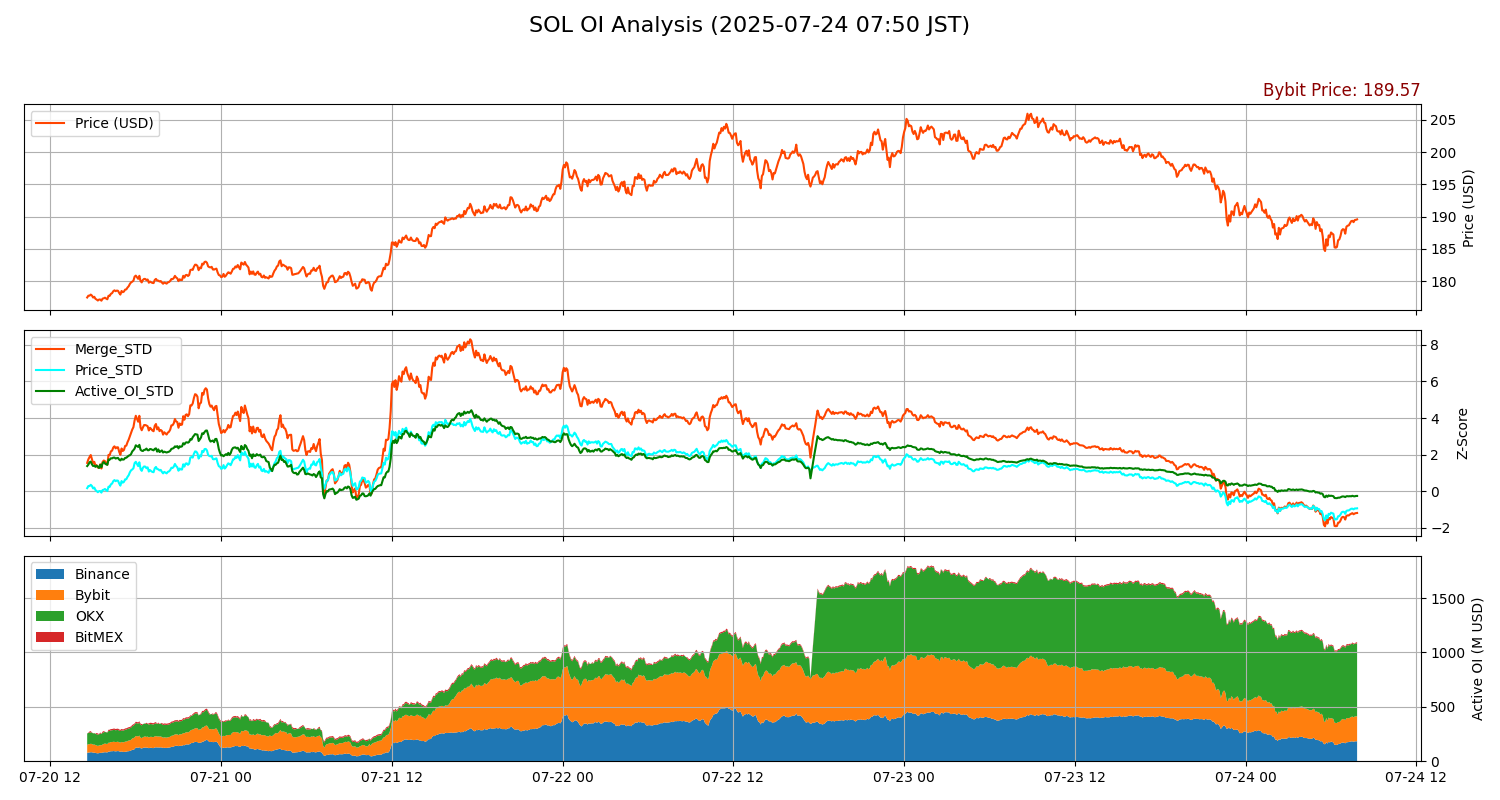 SOL OI Analysis (2025-07-24 07:50 JST)
Bybit Price: 189.57
Price (USD)
205
200
195
190
185
180
Price (USD)
Merge_STD
Price_STD
Active_OI_STD
8
6
4
2
0
−2
Z-Score
Binance
Bybit
OKX
BitMEX
1500
1000
500
0
Active OI (M USD)
07-20 12
07-21 00
07-21 12
07-22 00
07-22 12
07-23 00
07-23 12
07-24 00
07-24 12